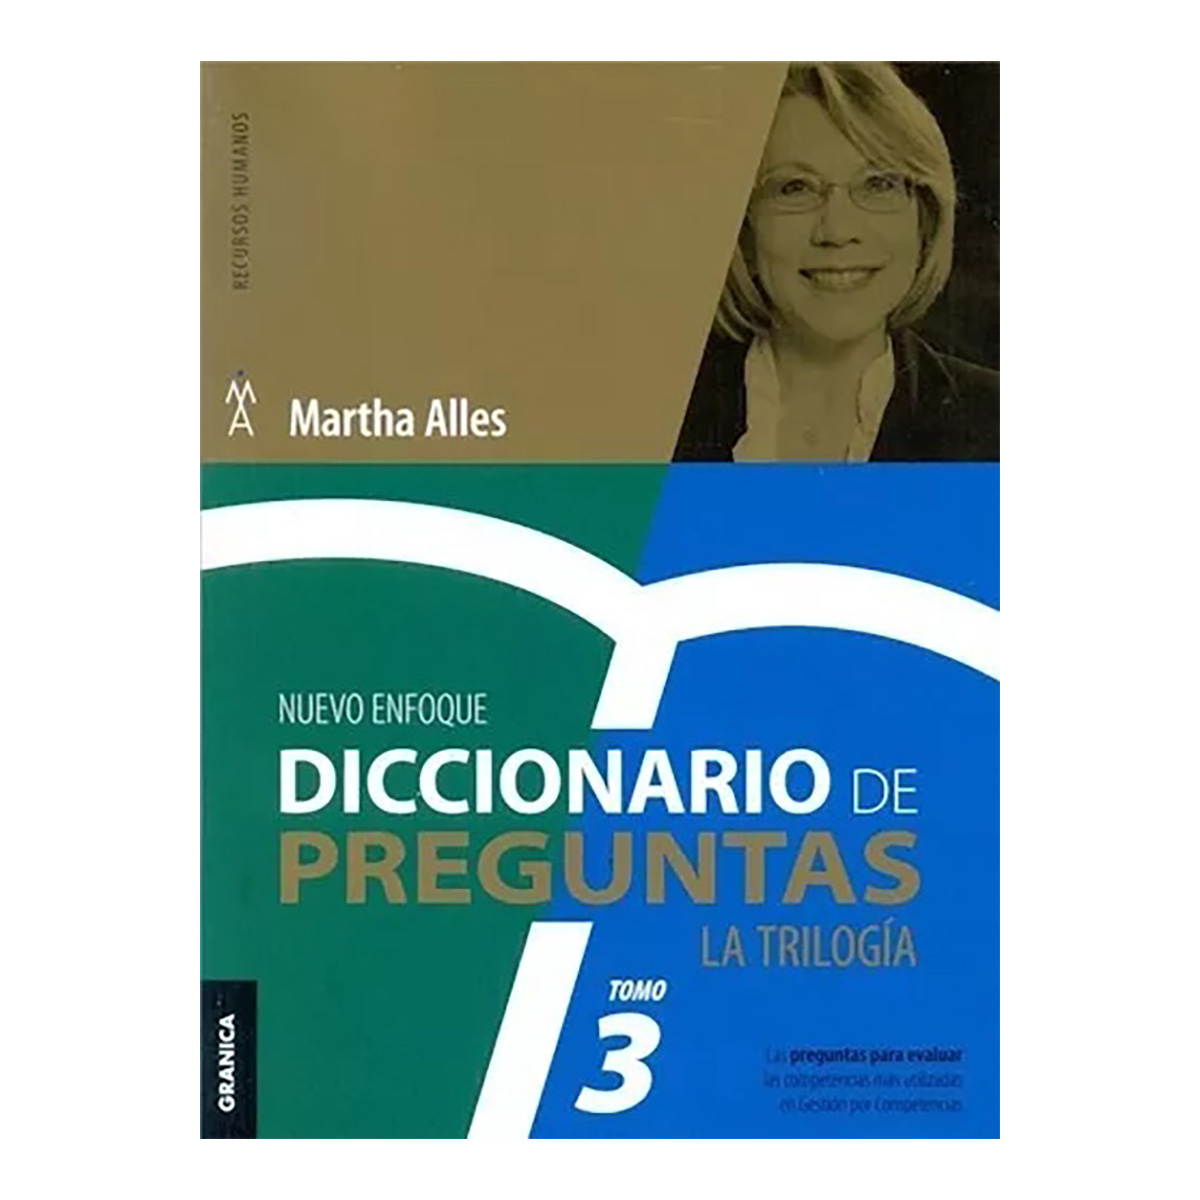 RECURSOS HUMANOS
MA
Martha Alles
NUEVO ENFOQUE
DICCIONARIO DE
PREGUNTAS
LA TRILOGÍA
TOMO
3
Las preguntas para evaluar
las competencias más utilizadas
en Gestión por Competencias
GRANICA